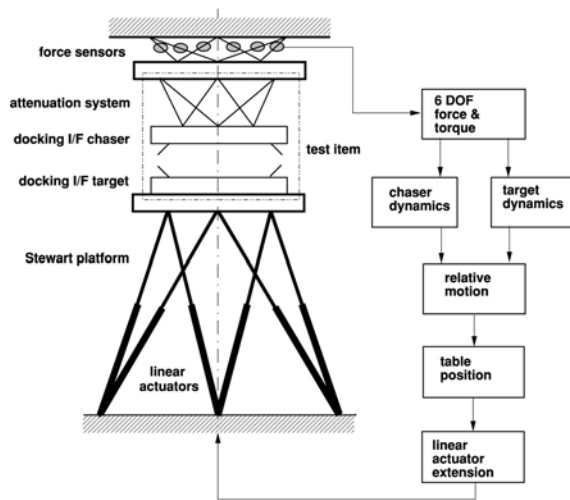 force sensors
attenuation system
docking I/F chaser
test item
docking I/F target
Stewart platform
linear
actuators
6 DOF
force &
torque
chaser
dynamics
target
dynamics
relative
motion
table
position
linear
actuator
extension